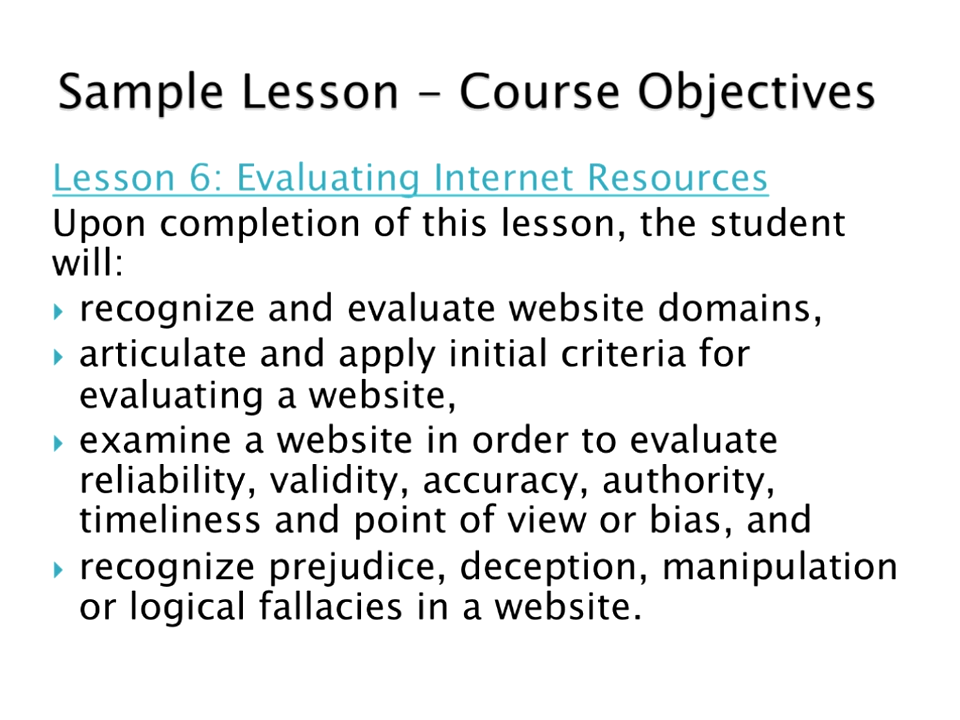 Sample Lesson - Course Objectives
Lesson 6: Evaluating Internet Resources
Upon completion of this lesson, the student
will:
recognize and evaluate website domains,
articulate and apply initial criteria for
evaluating a website,
examine a website in order to evaluate
reliability, validity, accuracy, authority,
timeliness and point of view or bias, and
recognize prejudice, deception, manipulation
or logical fallacies in a website.